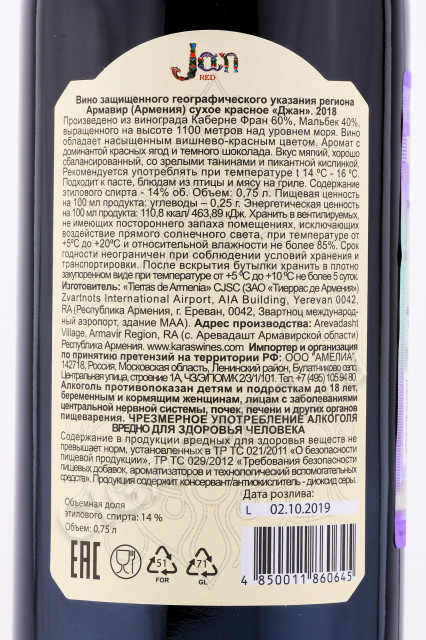 Jan
RED
Вино защищенного географического указания региона
Армавир (Армения) сухое красное «Джан». 2018
Произведено из винограда Каберне Фран 60%, Мальбек 40%,
выращенного на высоте 1100 метров над уровнем моря. Вино
обладает насыщенным вишнево-красным цветом. Аромат с
доминантой красных ягод и темного шоколада. Вкус мягкий, хорошо
сбалансированный, со зрелыми танинами и пикантной кислинкой.
Рекомендуется употреблять при температуре t 14 °С - 16 °С.
Подходит к пасте, блюдам из птицы и мясу на гриле. Содержание
этилового спирта - 14% об. Объем: 0,75 л. Пищевая ценность
на 100 мл продукта: углеводы – 0,25 г. Энергетическая ценность
на 100 мл продукта: 110,8 ккал/ 463,89 кДж. Хранить в вентилируемых,
не имеющих постороннего запаха помещениях, исключающих
воздействие прямого солнечного света, при температуре от
+5°С до +20°С и относительной влажности не более 85%. Срок
годности неограничен при соблюдении условий хранения и
транспортировки. После вскрытия бутылки хранить в плотно
закупоренном виде при температуре от +5 °С до +10 °С не более 5 суток.
Изготовитель: «Tierras de Armenia» CJSC (ЗАО «Тиеррас де Армения»)
Zvartnots International Airport, AIA Building, Yerevan 0042,
RA (Республика Армения, г. Ереван, 0042, Звартноц международ-
ный аэропорт, здание МАА). Адрес производства: Arevadasht
Village, Armavir Region, RA (с. Аревадашт Армавирской области)
Республика Армения. www.karaswines.com. Импортер и организация
по принятию претензий на территории РФ: ООО "АМЕЛИА",
142718, Россия, Московская область, Ленинский район, Булатниково село,
Центральная улица, строение 1А, ЧЗ/Э/ПОМ/К 2/3/1/101. Тел: +7 (495) 105 94 80.
Алкоголь противопоказан детям и подросткам до 18 лет,
беременным и кормящим женщинам, лицам с заболеваниями
центральной нервной системы, почек, печени и других органов
пищеварения. ЧРЕЗМЕРНОЕ УПОТРЕБЛЕНИЕ АЛКОГОЛЯ
ВРЕДНО ДЛЯ ЗДОРОВЬЯ ЧЕЛОВЕКА
Содержание в продукции вредных для здоровья веществ не
превышает норм, установленных в ТР ТС 021/2011 «О безопасности
пищевой продукции", ТР ТС 029/2012 "Требования безопасности
пищевых добавок, ароматизаторов и технологический вспомогательных
средств". Продукция содержит консервант/антиокислитель - диоксид серы.
Дата розлива:
Объемная доля
этилового спирта: 14 %
Объем: 0,75 л
L 02.10.2019
EAC
51
FOR
71
GL
4 850011 860645